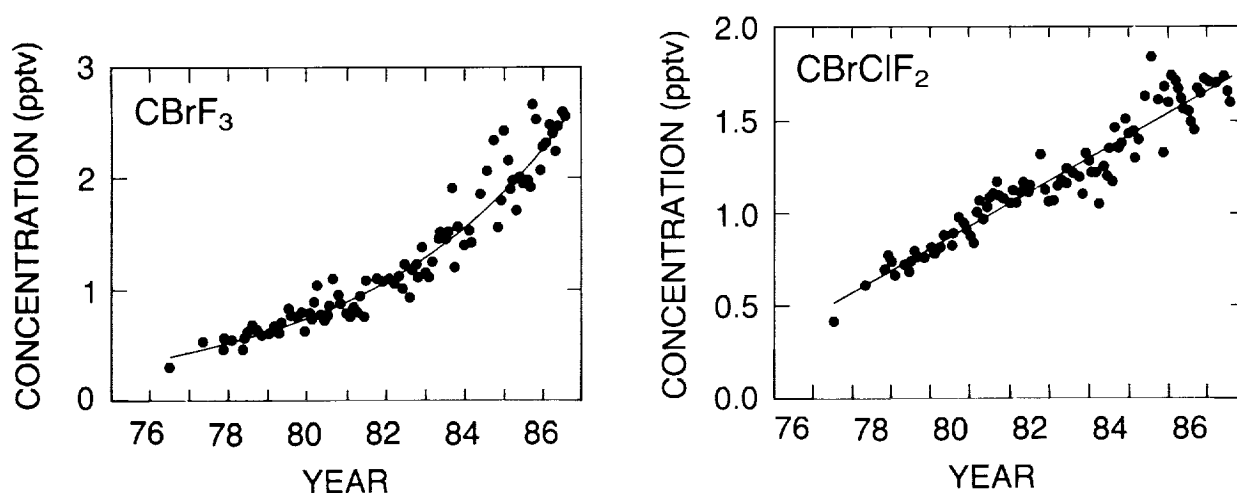 CONCENTRATION (pptv)
CBrF3
3
2
1
0
76 78 80 82 84 86
YEAR
CONCENTRATION (pptv)
CBrClF2
2.0
1.5
1.0
0.5
0.0
76 78 80 82 84 86
YEAR